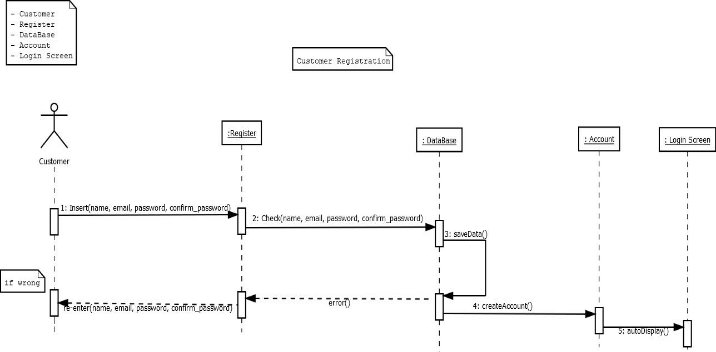 - Customer
- Register
- DataBase
- Account
- Login Screen
Customer Registration
Customer
:Register
: DataBase
: Account
: Login Screen
1: Insert(name, email, password, confirm_password)
2: Check(name, email, password, confirm_password)
3: saveData()
if wrong
re-enter(name, email, password, confirm_password)
error()
4: createAccount()
5: autoDisplay()